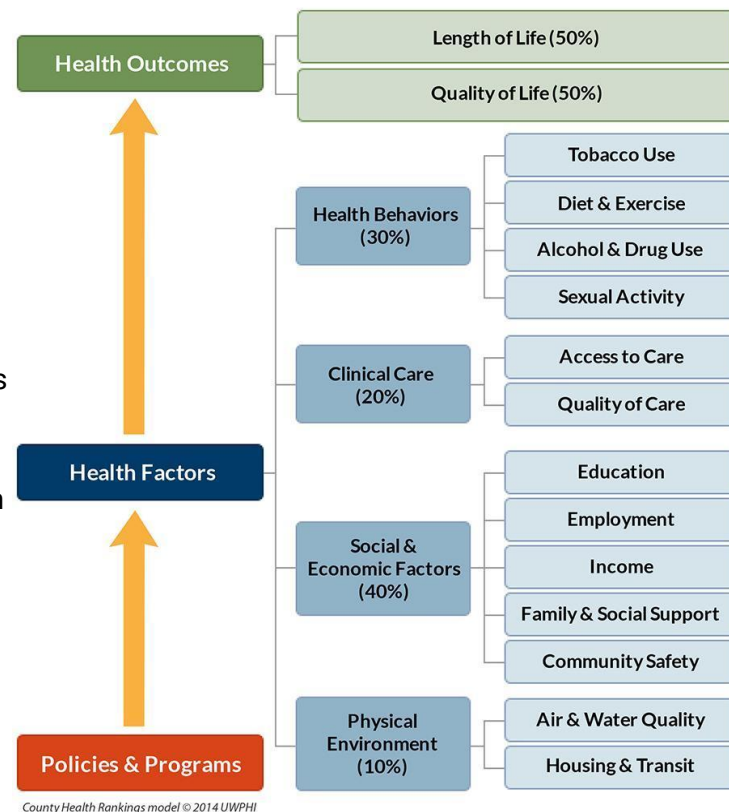 Health Outcomes
Length of Life (50%)
Quality of Life (50%)
Health Behaviors
(30%)
Tobacco Use
Diet & Exercise
Alcohol & Drug Use
Sexual Activity
Clinical Care
(20%)
Access to Care
Quality of Care
Health Factors
Social &
Economic Factors
(40%)
Education
Employment
Income
Family & Social Support
Community Safety
Physical
Environment
(10%)
Air & Water Quality
Housing & Transit
Policies & Programs
County Health Rankings model © 2014 UWPHI